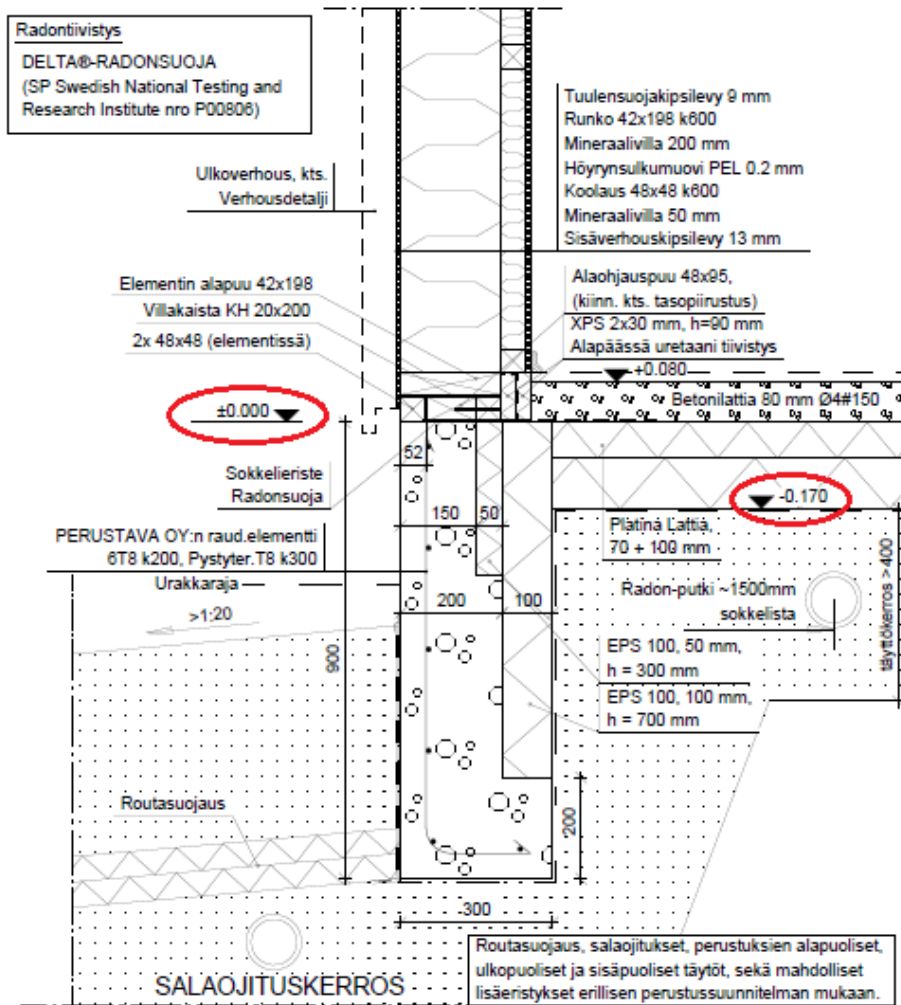 Radontiivistys
DELTA®-RADONSUOJA
(SP Swedish National Testing and
Research Institute nro P00806)
Ulkoverhous, kts.
Verhousdetalji
Tuulensuojakipsilevy 9 mm
Runko 42x198 k600
Mineraalivilla 200 mm
Höyrynsulkumuovi PEL 0.2 mm
Koolaus 48x48 k600
Mineraalivilla 50 mm
Sisäverhouskipsilevy 13 mm
Elementin alapuu 42x198
Villakaista KH 20x200
2x 48x48 (elementissä)
Alaohjauspuu 48x95,
(kiinn. kts. tasopiirustus)
XPS 2x30 mm, h=90 mm
Alapäässä uretaani tiivistys
+0.080
Betonilattia 80 mm Ø4#150
±0.000
52
Sokkelieriste
Radonsuoja
-0.170
150
50
Platina Lattia,
70 + 100 mm
PERUSTAVA OY:n raud.elementti
6T8 k200, Pystyter.T8 k300
Urakkaraja
>1:20
200
100
Radon-putki ~1500mm
sokkelista
täyttökerros >400
900
EPS 100, 50 mm,
h = 300 mm
EPS 100, 100 mm,
h = 700 mm
Routasuojaus
200
300
SALAOJITUSKERROS
Routasuojaus, salaojitukset, perustuksien alapuoliset,
ulkopuoliset ja sisäpuoliset täytöt, sekä mahdolliset
lisäeristykset erillisen perustussuunnitelman mukaan.